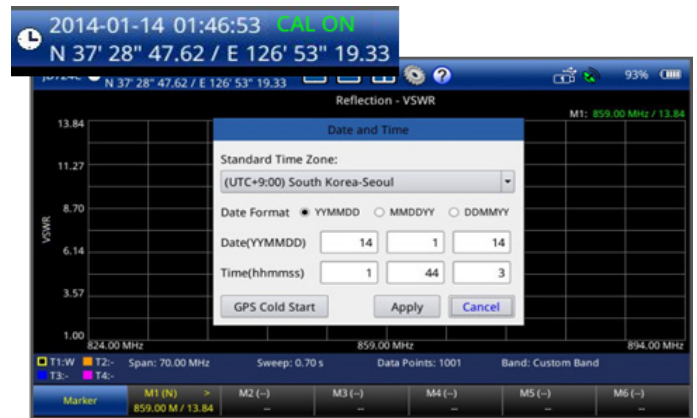 2014-01-14 01:46:53 CAL ON
N 37' 28" 47.62 / E 126' 53" 19.33
N 37' 28" 47.62 / E 126' 53" 19.33
?
93%
Reflection - VSWR
M1: 859.00 MHz / 13.84
13.84
11.27
8.70
6.14
3.57
1.00
VSWR
Date and Time
Standard Time Zone:
(UTC+9:00) South Korea-Seoul
Date Format YYMMDD MMDDYY DDMMYY
Date(YYMMDD) 14 1 14
Time(hhmmss) 1 44 3
GPS Cold Start Apply Cancel
824.00 MHz 859.00 MHz 894.00 MHz
T1:W T2:- Span: 70.00 MHz Sweep: 0.70 s Data Points: 1001 Band: Custom Band
T3:- T4:-
Marker M1 (N) > M2 (--) M3 (--) M4 (--) M5 (--) M6 (--)
859.00 M / 13.84 -- -- -- -- --